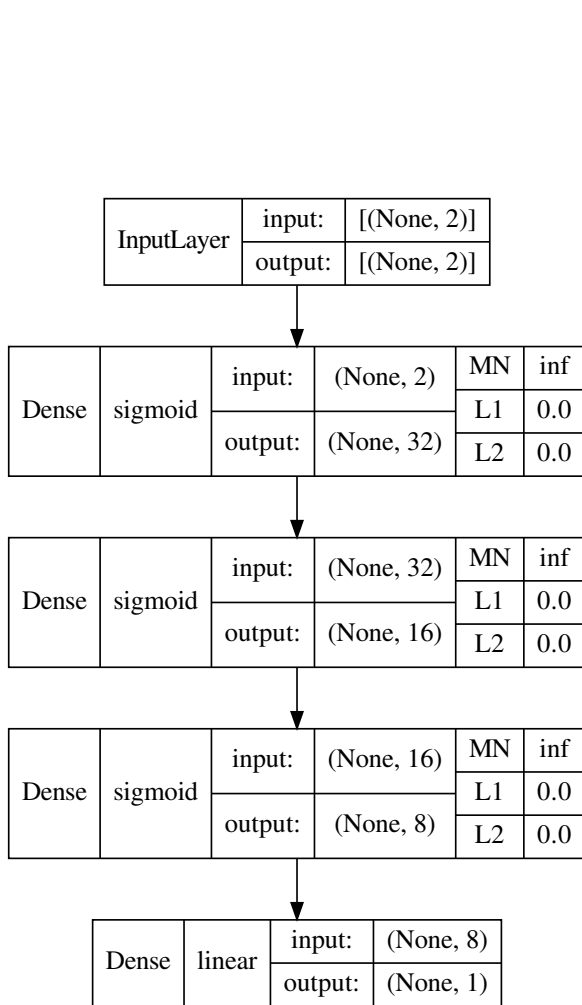 InputLayer input: [(None, 2)]
output: [(None, 2)]
Dense sigmoid input: (None, 2) MN inf
L1 0.0
output: (None, 32) L2 0.0
Dense sigmoid input: (None, 32) MN inf
L1 0.0
output: (None, 16) L2 0.0
Dense sigmoid input: (None, 16) MN inf
L1 0.0
output: (None, 8) L2 0.0
Dense linear input: (None, 8)
output: (None, 1)